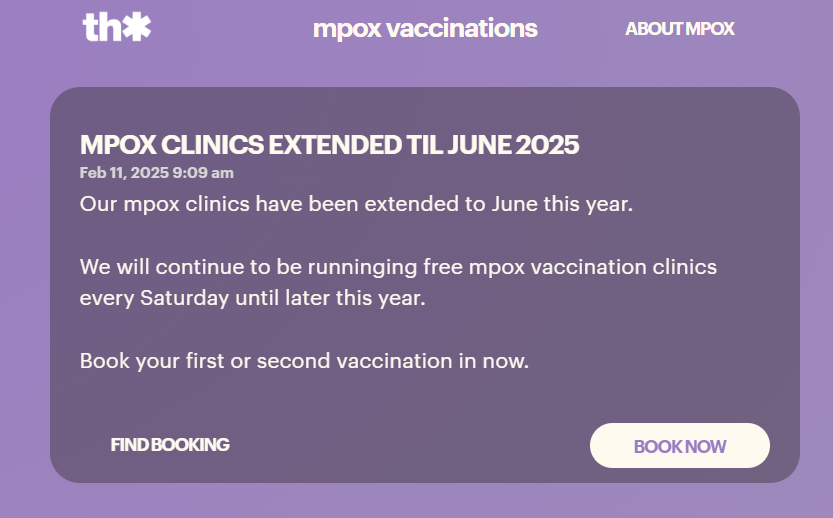 th*
mpox vaccinations
ABOUT MPOX
MPOX CLINICS EXTENDED TIL JUNE 2025
Feb 11, 2025 9:09 am
Our mpox clinics have been extended to June this year.
We will continue to be runninging free mpox vaccination clinics
every Saturday until later this year.
Book your first or second vaccination in now.
FIND BOOKING
BOOK NOW